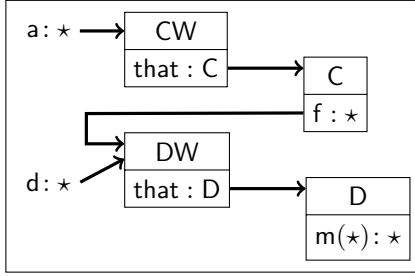 a : ⋆
CW
that : C
C
f : ⋆
DW
d : ⋆
that : D
D
m(⋆) : ⋆